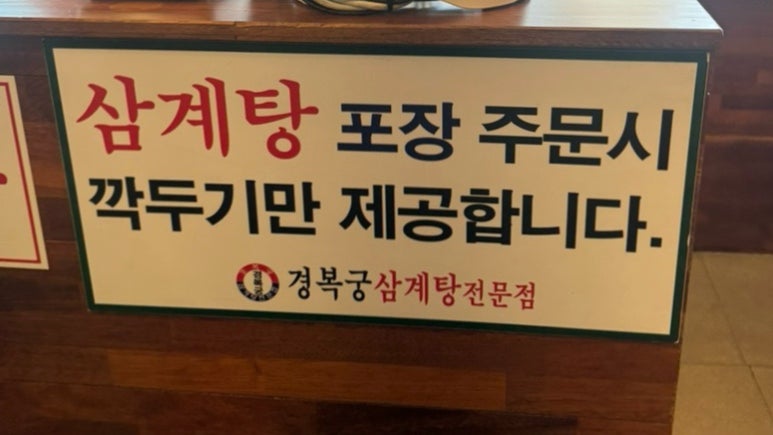 삼계탕 포장 주문시
깍두기만 제공합니다.
경복궁삼계탕전문점